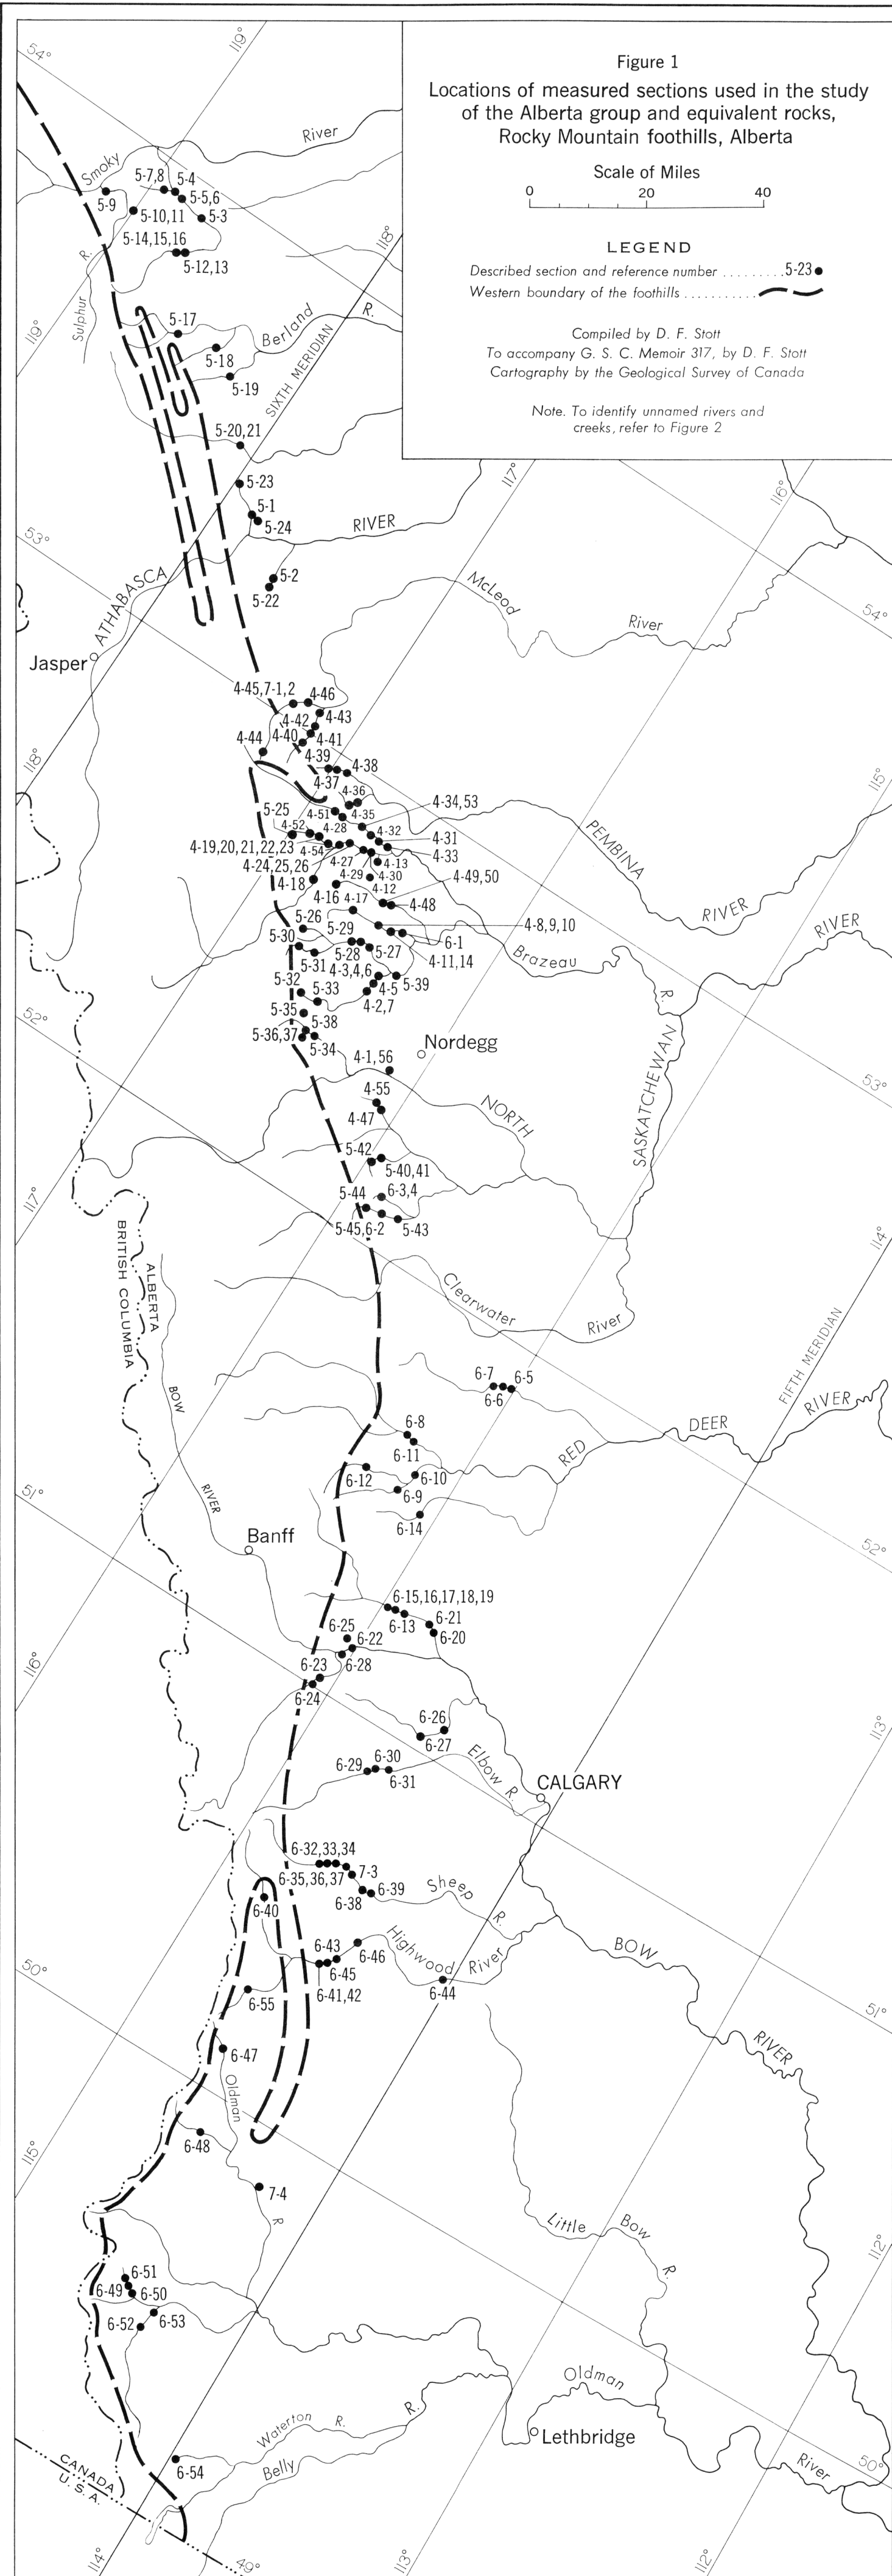 Figure 1
Locations of measured sections used in the study
of the Alberta group and equivalent rocks,
Rocky Mountain foothills, Alberta
Scale of Miles
0 20 40
LEGEND
Described section and reference number .........5-23
Western boundary of the foothills ...........
Compiled by D. F. Stott
To accompany G. S. C. Memoir 317, by D. F. Stott
Cartography by the Geological Survey of Canada
Note. To identify unnamed rivers and
creeks, refer to Figure 2
54°
119°
Smoky
River
5-7,8
5-4
5-5,6
5-9
5-10,11
5-3
5-14,15,16
5-12,13
R.
Sulphur
118°
119°
5-17
Berland
R.
5-18
5-19
SIXTH MERIDIAN
5-20,21
5-23
5-1
5-24
RIVER
117°
116°
53°
ATHABASCA
5-2
5-22
McLeod
River
54°
Jasper
4-45,7-1,2
4-46
4-43
4-42
4-40
4-41
4-44
4-39
4-38
118°
115°
4-37
4-36
4-34,53
5-25
4-51
4-35
4-52
4-28
4-32
4-31
4-33
4-19,20,21,22,23
4-54
4-27
4-13
4-24,25,26
4-29
4-30
4-49,50
4-18
4-16
4-12
4-17
4-48
PEMBINA
RIVER
RIVER
5-26
5-29
4-8,9,10
5-30
5-28
5-27
6-1
5-31
4-3,4,6
4-11,14
5-39
Brazeau
R.
5-32
5-33
4-5
4-2,7
5-35
5-38
5-36,37
5-34
52°
Nordegg
53°
4-1,56
4-55
4-47
NORTH
SASKATCHEWAN
5-42
5-40,41
5-44
6-3,4
5-45,6-2
5-43
117°
114°
BRITISH COLUMBIA
ALBERTA
Clearwater
River
FIFTH MERIDIAN
6-7
6-5
6-6
BOW
RIVER
6-8
6-11
6-12
6-10
6-9
6-14
RED
DEER
RIVER
51°
52°
Banff
6-15,16,17,18,19
6-13
6-21
6-20
6-25
6-22
6-28
6-23
6-24
116°
113°
6-26
6-27
6-29
6-30
6-31
Elbow R.
CALGARY
6-32,33,34
6-35,36,37
7-3
6-38
6-39
Sheep
R.
6-40
6-43
6-46
6-45
6-41,42
Highwood
River
6-44
BOW
RIVER
50°
51°
6-55
6-47
Oldman
6-48
115°
7-4
R
Little
Bow
R.
112°
6-51
6-49
6-50
6-52
6-53
Oldman
River
Lethbridge
50°
Waterton R.
R.
Belly
6-54
CANADA
U.S.A.
114°
49°
113°
112°